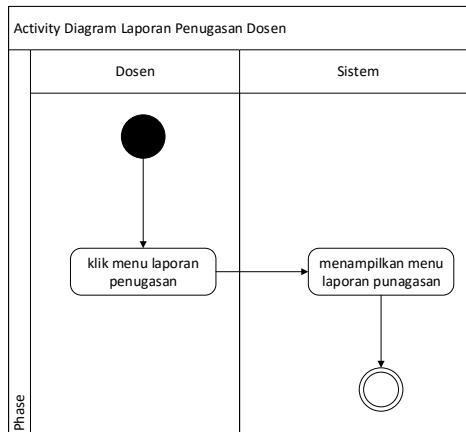 Activity Diagram Laporan Penugasan Dosen
Dosen
Sistem
klik menu laporan
penugasan
menampilkan menu
laporan punagasan
Phase